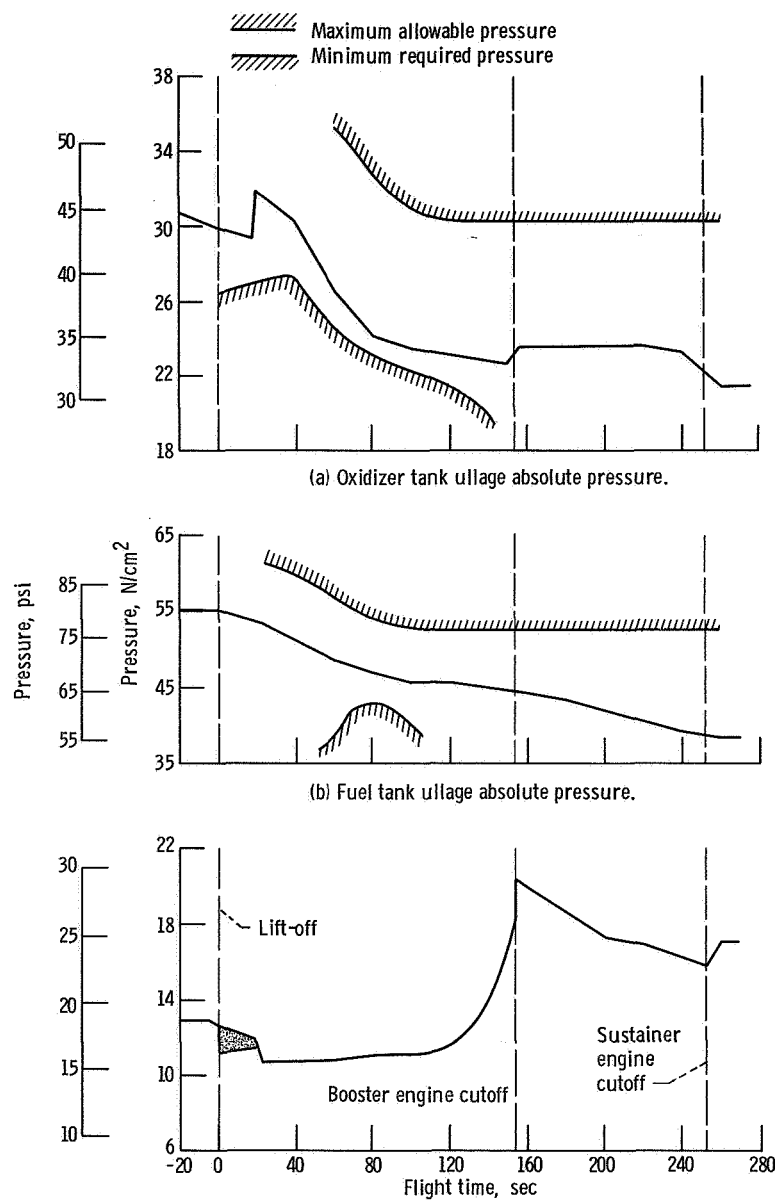 Maximum allowable pressure
Minimum required pressure
38
34
30
26
22
18
50
45
40
35
30
(a) Oxidizer tank ullage absolute pressure.
Pressure, psi
Pressure, N/cm2
65
55
45
35
85
75
65
55
(b) Fuel tank ullage absolute pressure.
22
18
14
10
6
30
25
20
15
10
Lift-off
Booster engine cutoff
Sustainer
engine
cutoff
-20 0 40 80 120 160 200 240 280
Flight time, sec